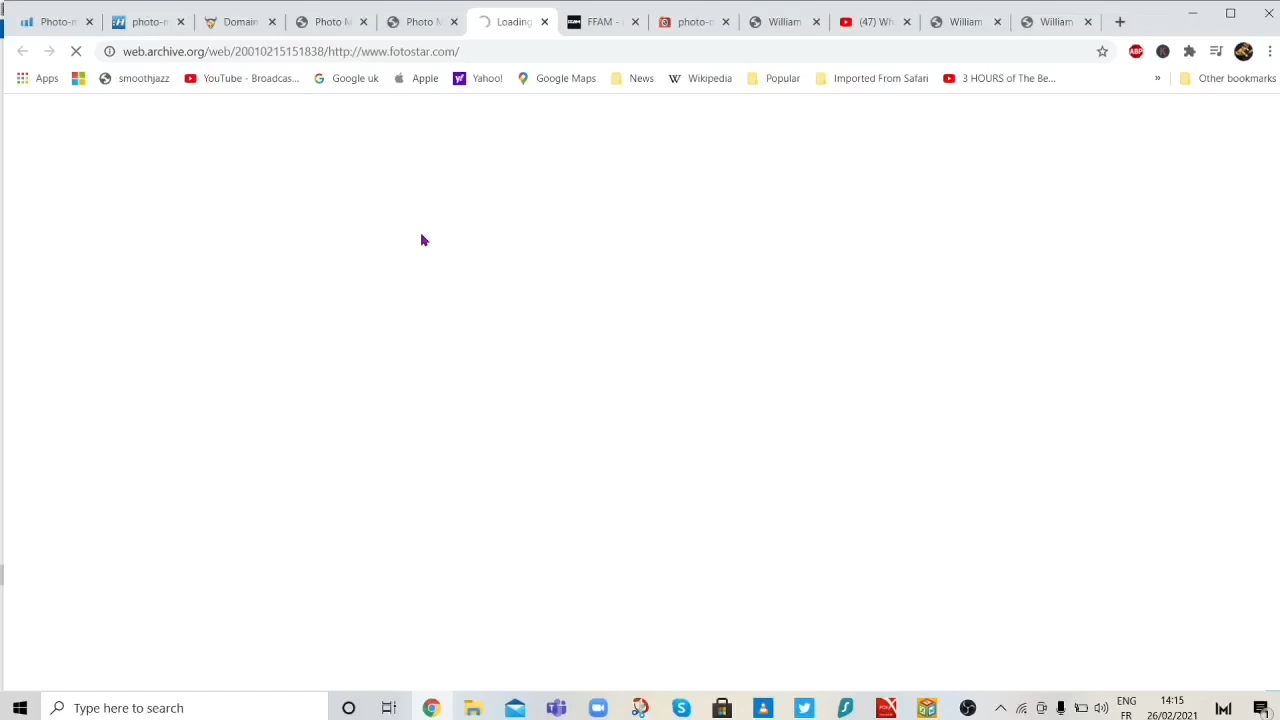 Photo-m
photo-m
Domain
Photo M
Photo M
Loading
FFAM -
photo-m
William
(47) Wh
William
William
web.archive.org/web/20010215151838/http://www.fotostar.com/
ABP
Apps
smoothjazz
YouTube - Broadcas...
Google uk
Apple
Yahoo!
Google Maps
News
Wikipedia
Popular
Imported From Safari
3 HOURS of The Be...
»
Other bookmarks
Type here to search
ENG
FR
14:15
26/02/2021